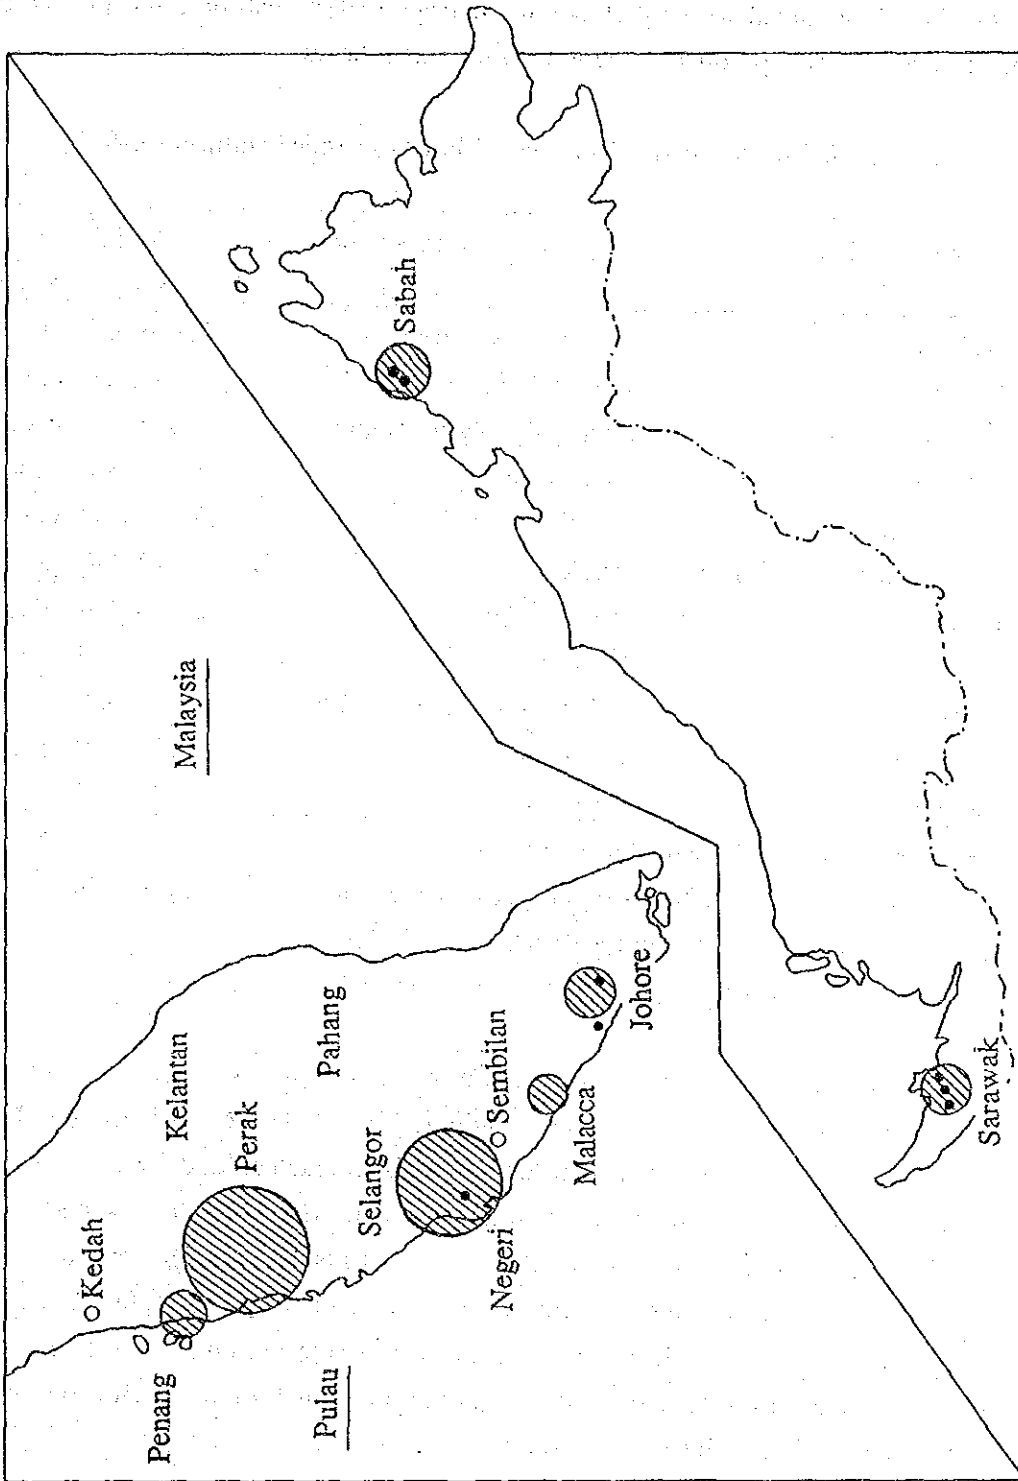 Malaysia
Pulau
Penang
Kedah
Kelantan
Perak
Pahang
Selangor
Negeri
Sembilan
Malacca
Johore
Sabah
Sarawak